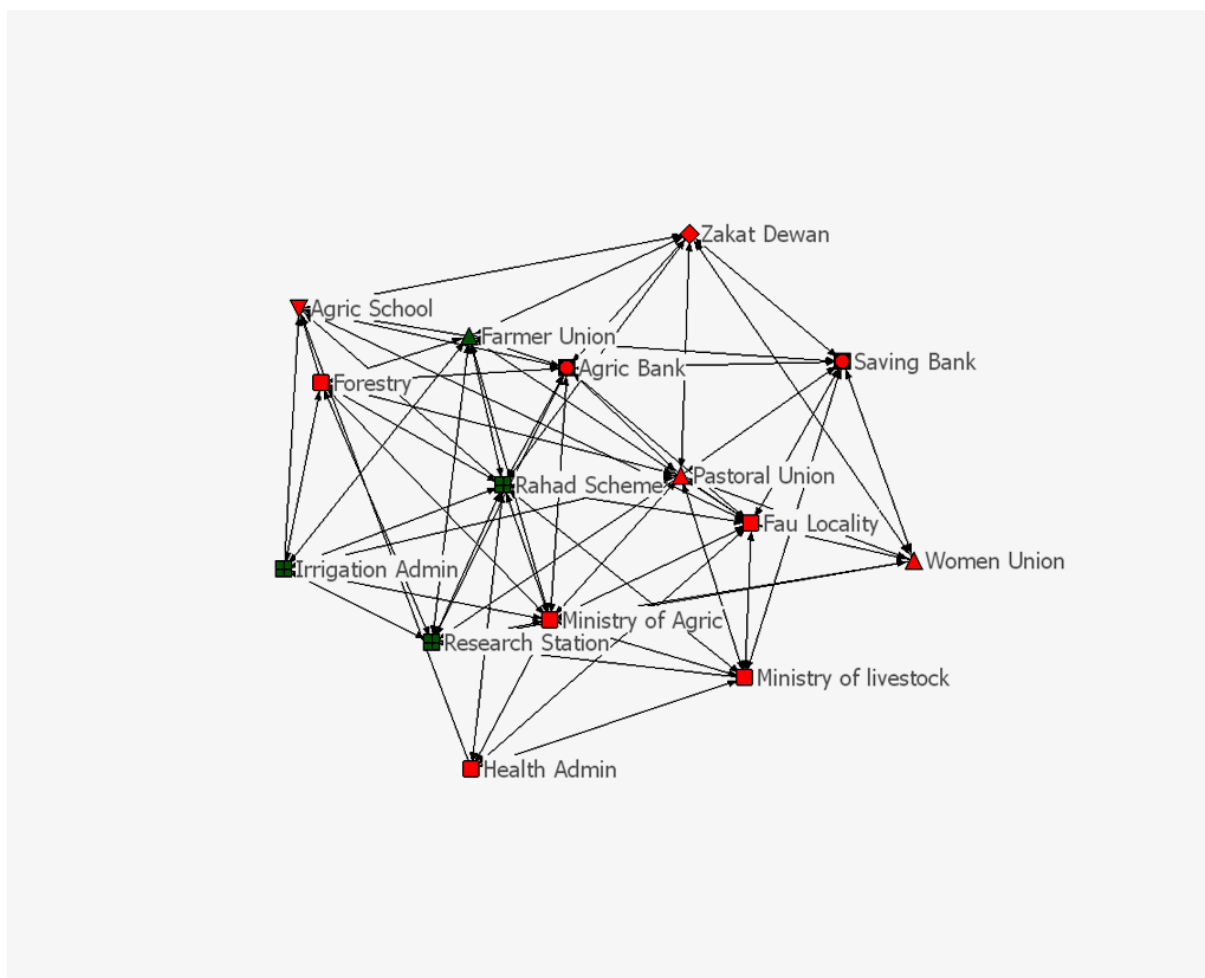 Zakat Dewan
Agric School
Farmer Union
Agric Bank
Saving Bank
Forestry
Pastoral Union
Rahad Scheme
Fau Locality
Women Union
Irrigation Admin
Ministry of Agric
Research Station
Ministry of livestock
Health Admin